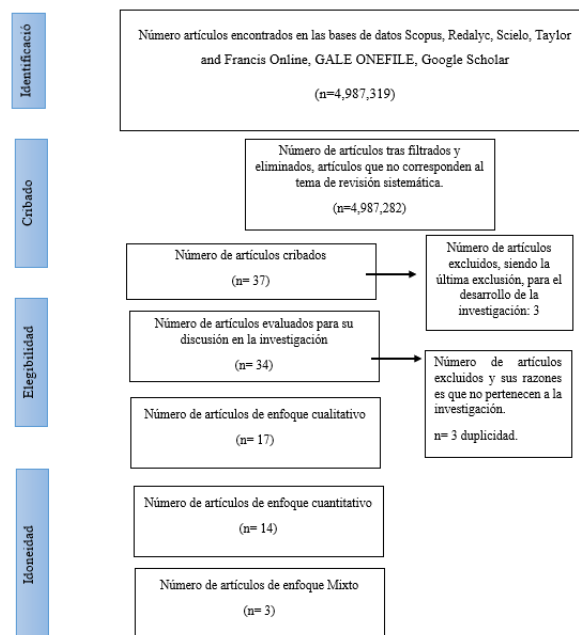 Identificació
Número artículos encontrados en las bases de datos Scopus, Redalyc, Scielo, Taylor
and Francis Online, GALE ONEFILE, Google Scholar
(n=4,987,319)
Cribado
Número de artículos tras filtrados y
eliminados, artículos que no corresponden al
tema de revisión sistemática.
(n=4,987,282)
Número de artículos cribados
(n= 37)
Número de artículos
excluidos, siendo la
última exclusión, para el
desarrollo de la
investigación: 3
Elegibilidad
Número de artículos evaluados para su
discusión en la investigación
(n= 34)
Número de artículos
excluidos y sus razones
es que no pertenecen a la
investigación.
n= 3 duplicidad.
Número de artículos de enfoque cualitativo
(n= 17)
Idoneidad
Número de artículos de enfoque cuantitativo
(n= 14)
Número de artículos de enfoque Mixto
(n= 3)